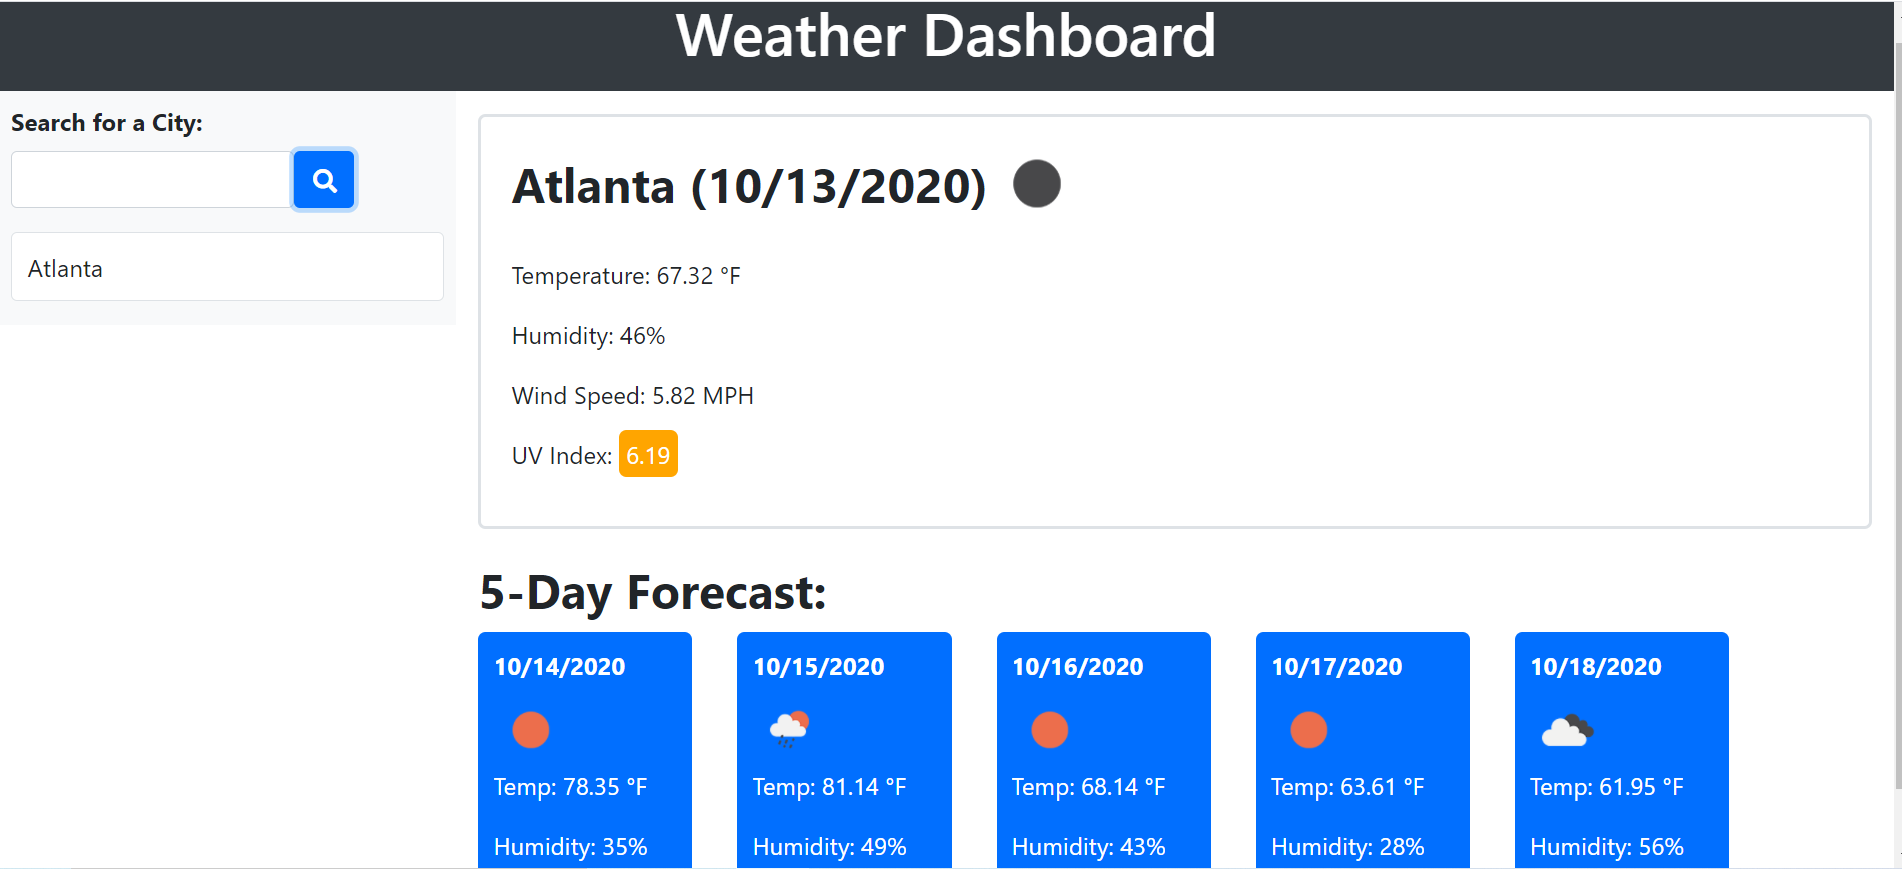 Weather Dashboard
Search for a City:
Atlanta
Atlanta (10/13/2020)
Temperature: 67.32 °F
Humidity: 46%
Wind Speed: 5.82 MPH
UV Index: 6.19
5-Day Forecast:
10/14/2020
Temp: 78.35 °F
Humidity: 35%
10/15/2020
Temp: 81.14 °F
Humidity: 49%
10/16/2020
Temp: 68.14 °F
Humidity: 43%
10/17/2020
Temp: 63.61 °F
Humidity: 28%
10/18/2020
Temp: 61.95 °F
Humidity: 56%